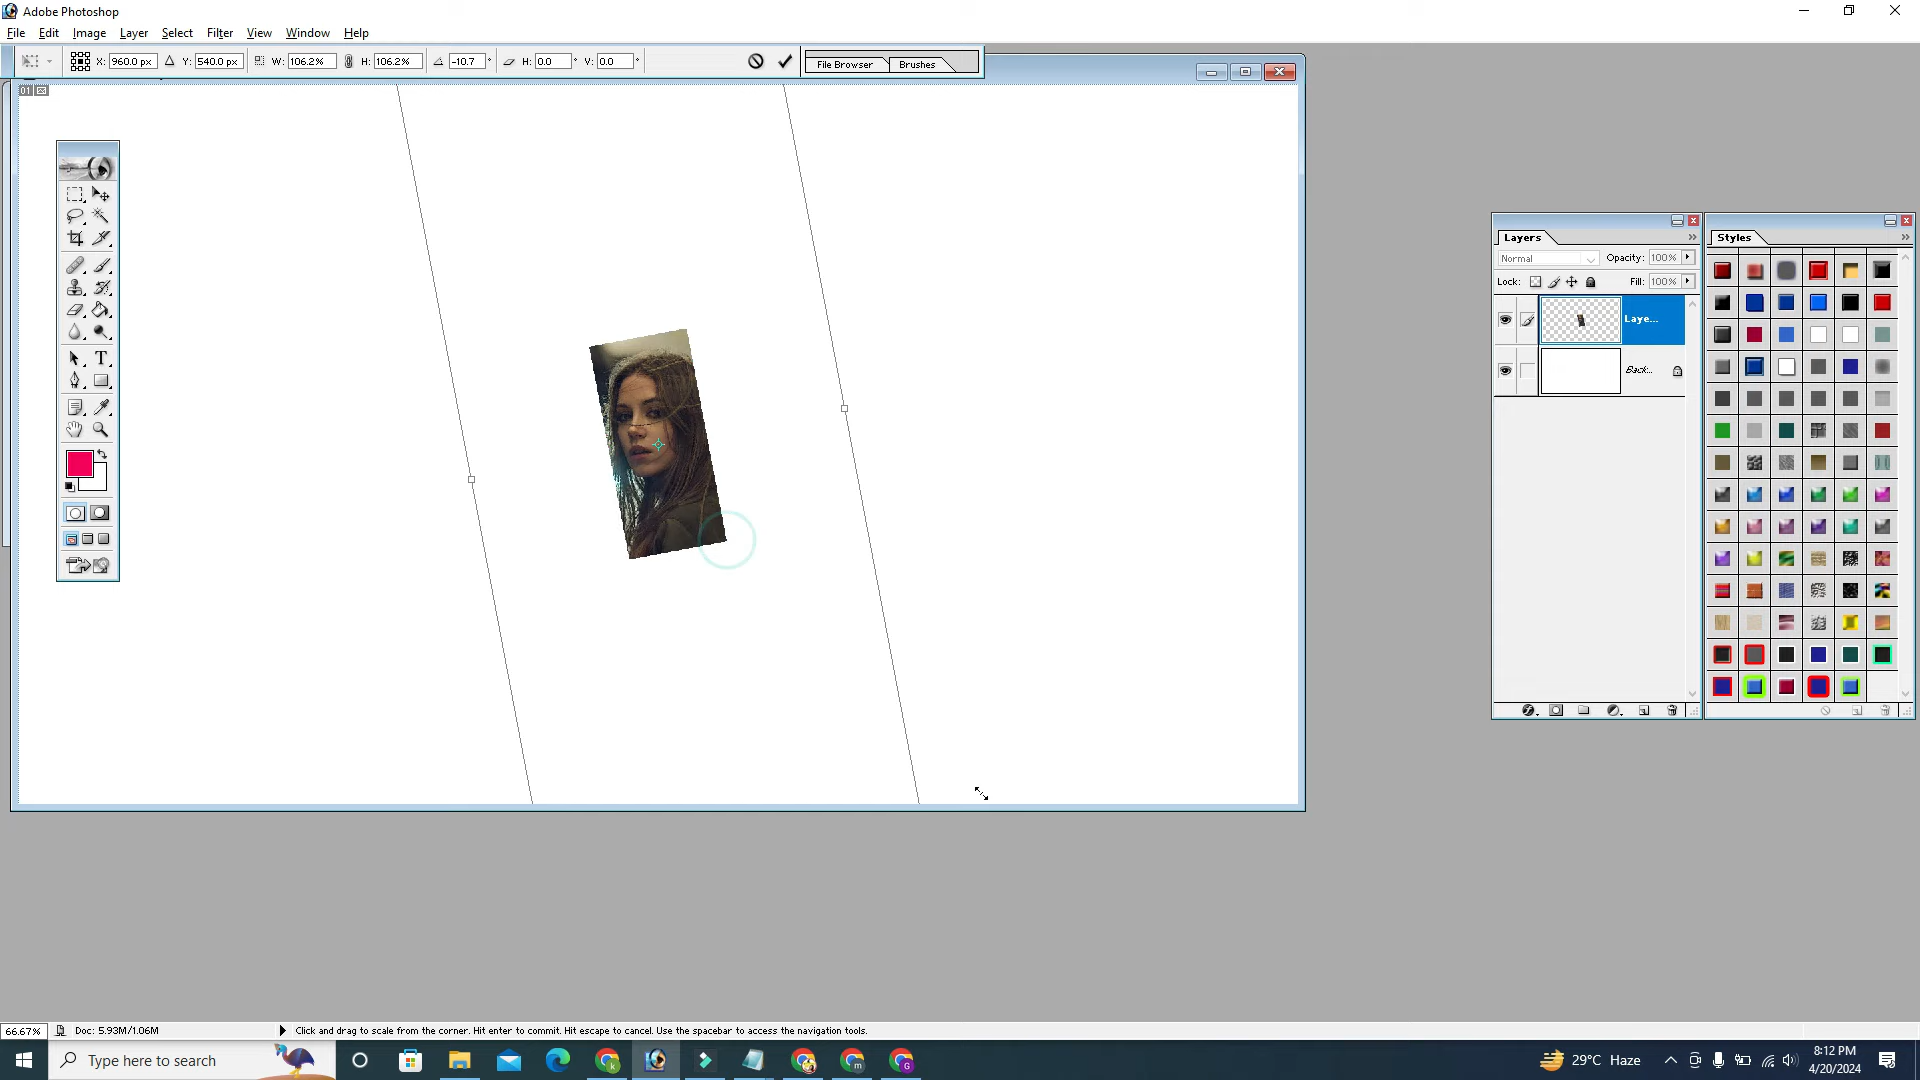 Adobe Photoshop
File Edit Image Layer Select Filter View Window Help
X: 960.0 px Y: 540.0 px W: 106.2% H: 106.2% -10.7 ° H: 0.0 ° V: 0.0 ° File Browser Brushes
01
Layers Styles
Normal Opacity: 100%
Lock: Fill: 100%
Laye...
Back...
T
66.67% Doc: 5.93M/1.06M Click and drag to scale from the corner. Hit enter to commit. Hit escape to cancel. Use the spacebar to access the navigation tools.
Type here to search
k m G
29°C Haze
8:12 PM
4/20/2024